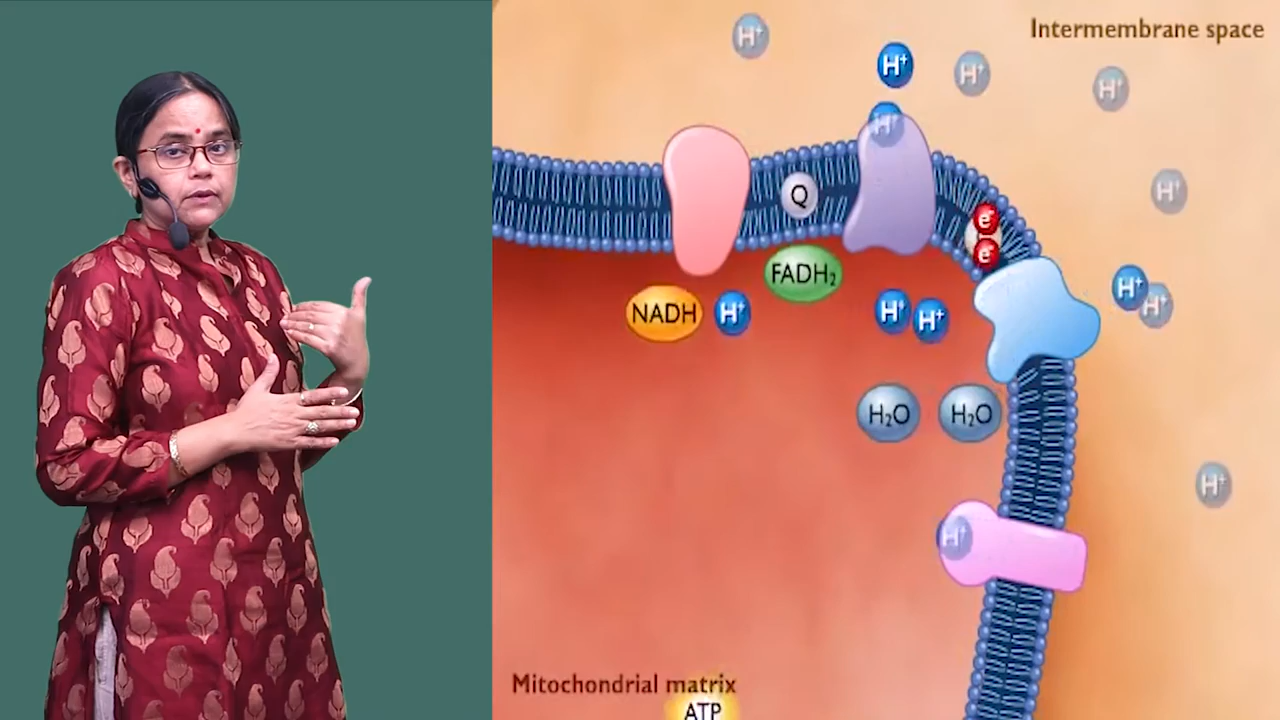 H⁺
Intermembrane space
H⁺
H⁺
H⁺
H⁺
H⁺
Q
e⁻
e⁻
FADH₂
H⁺
H⁺
NADH
H⁺
H⁺
H⁺
H₂O
H₂O
H⁺
H⁺
Mitochondrial matrix
ATP